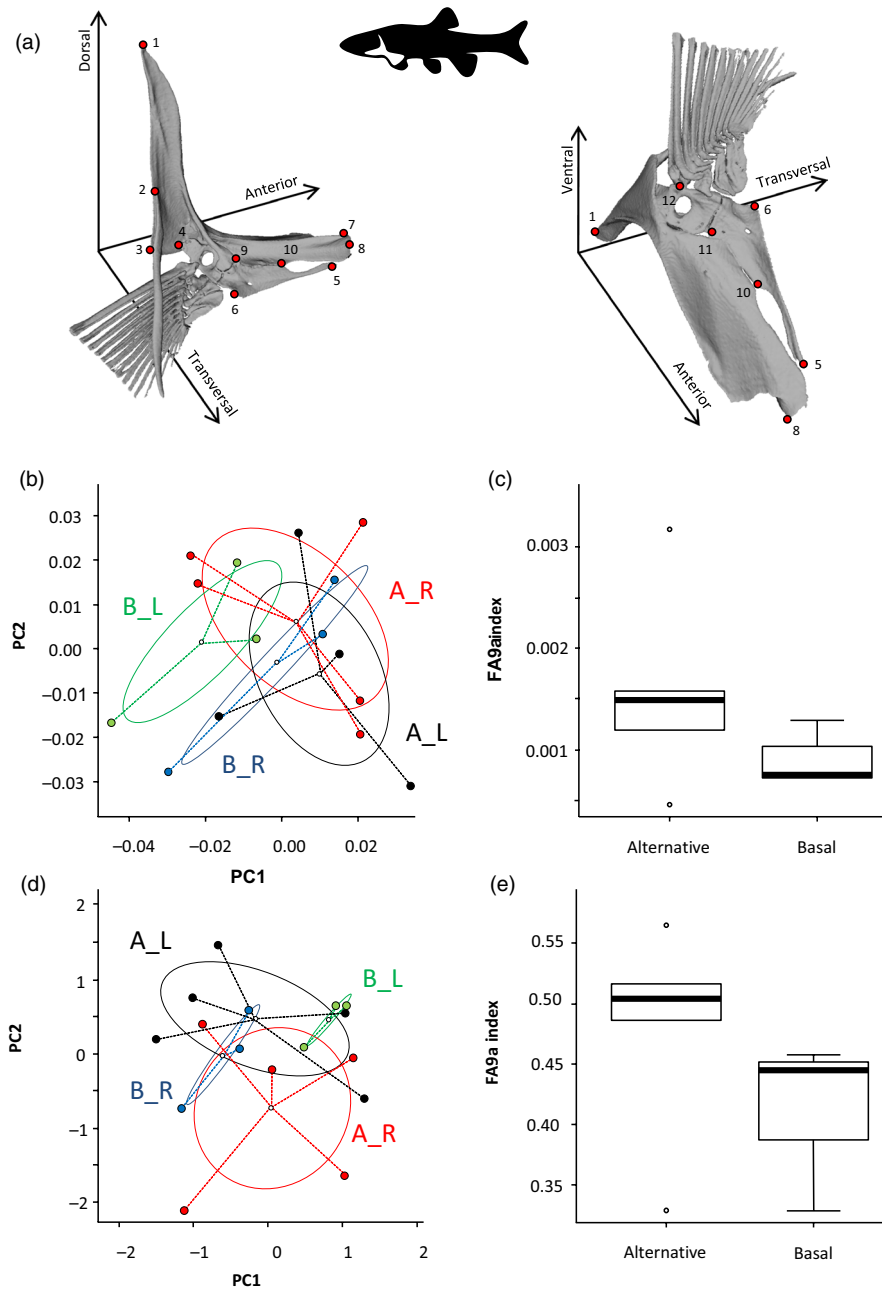 (a)
Dorsal
Anterior
Transversal
1
2
3
4
9
10
7
8
5
6
Ventral
Transversal
Anterior
1
12
6
11
10
5
8
(b)
PC2
0.03
0.02
0.01
0.00
−0.01
−0.02
−0.03
B_L
A_R
A_L
B_R
−0.04
−0.02
0.00
0.02
PC1
(c)
FA9aindex
0.003
0.002
0.001
Alternative
Basal
(d)
PC2
2
1
0
−1
−2
A_L
B_L
B_R
A_R
−2
−1
0
1
2
PC1
(e)
FA9a index
0.55
0.50
0.45
0.40
0.35
Alternative
Basal